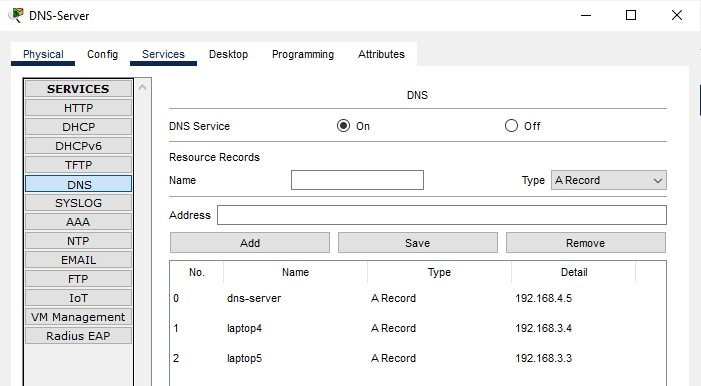 DNS-Server
Physical Config Services Desktop Programming Attributes
SERVICES
HTTP
DHCP
DHCPv6
TFTP
DNS
SYSLOG
AAA
NTP
EMAIL
FTP
IoT
VM Management
Radius EAP
DNS
DNS Service On Off
Resource Records
Name Type A Record
Address
Add Save Remove
No. Name Type Detail
0 dns-server A Record 192.168.4.5
1 laptop4 A Record 192.168.3.4
2 laptop5 A Record 192.168.3.3